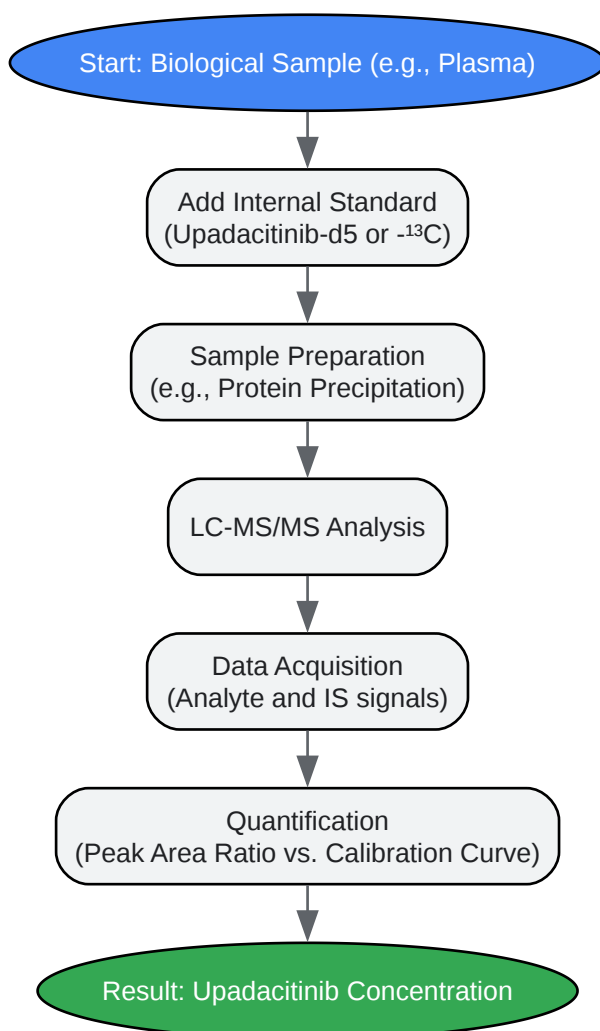 Start: Biological Sample (e.g., Plasma)
Add Internal Standard
(Upadacitinib-d5 or -¹³C)
Sample Preparation
(e.g., Protein Precipitation)
LC-MS/MS Analysis
Data Acquisition
(Analyte and IS signals)
Quantification
(Peak Area Ratio vs. Calibration Curve)
Result: Upadacitinib Concentration